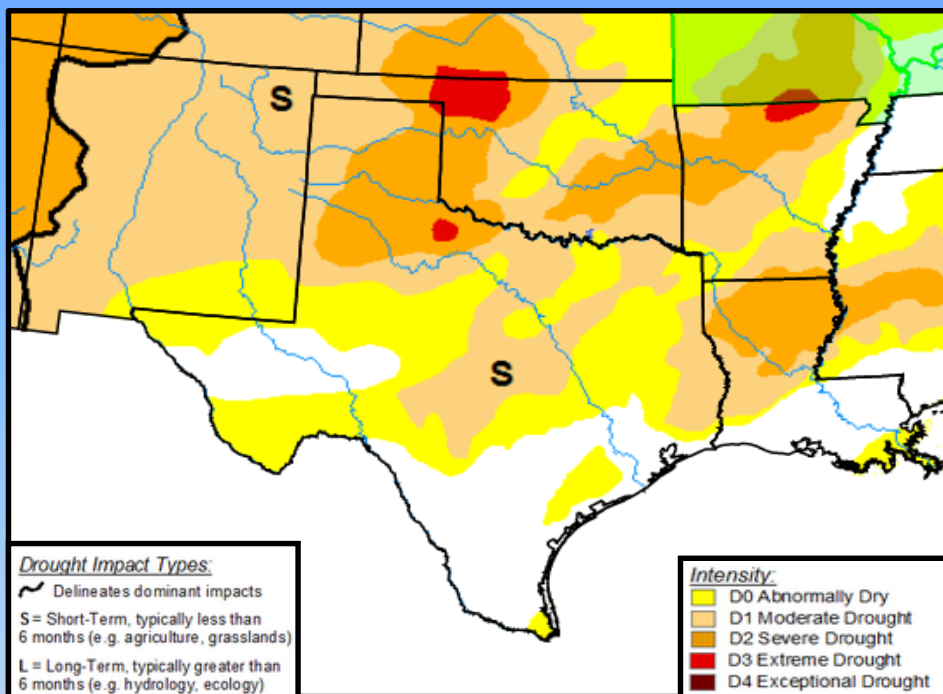 S
S
Drought Impact Types:
Delineates dominant impacts
S = Short-Term, typically less than
6 months (e.g. agriculture, grasslands)
L = Long-Term, typically greater than
6 months (e.g. hydrology, ecology)
Intensity:
D0 Abnormally Dry
D1 Moderate Drought
D2 Severe Drought
D3 Extreme Drought
D4 Exceptional Drought